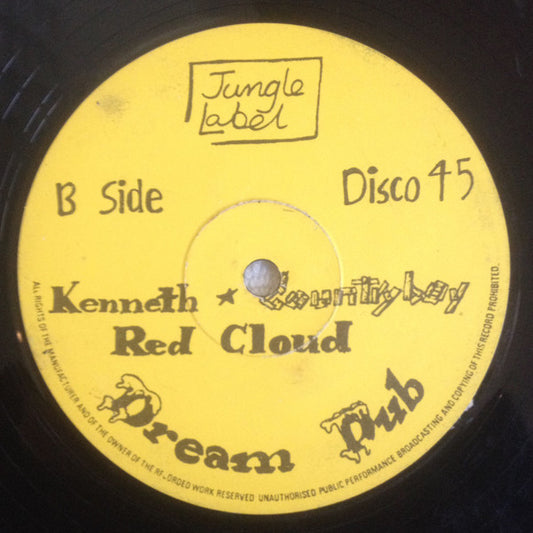 Jungle
Label
B Side
Disco 45
Kenneth ★ Countryboy
Red Cloud
Dream Dub
ALL RIGHTS OF THE MANUFACTURER AND OF THE OWNER OF THE RECORDED WORK RESERVED UNAUTHORISED PUBLIC PERFORMANCE BROADCASTING AND COPYING OF THIS RECORD PROHIBITED.